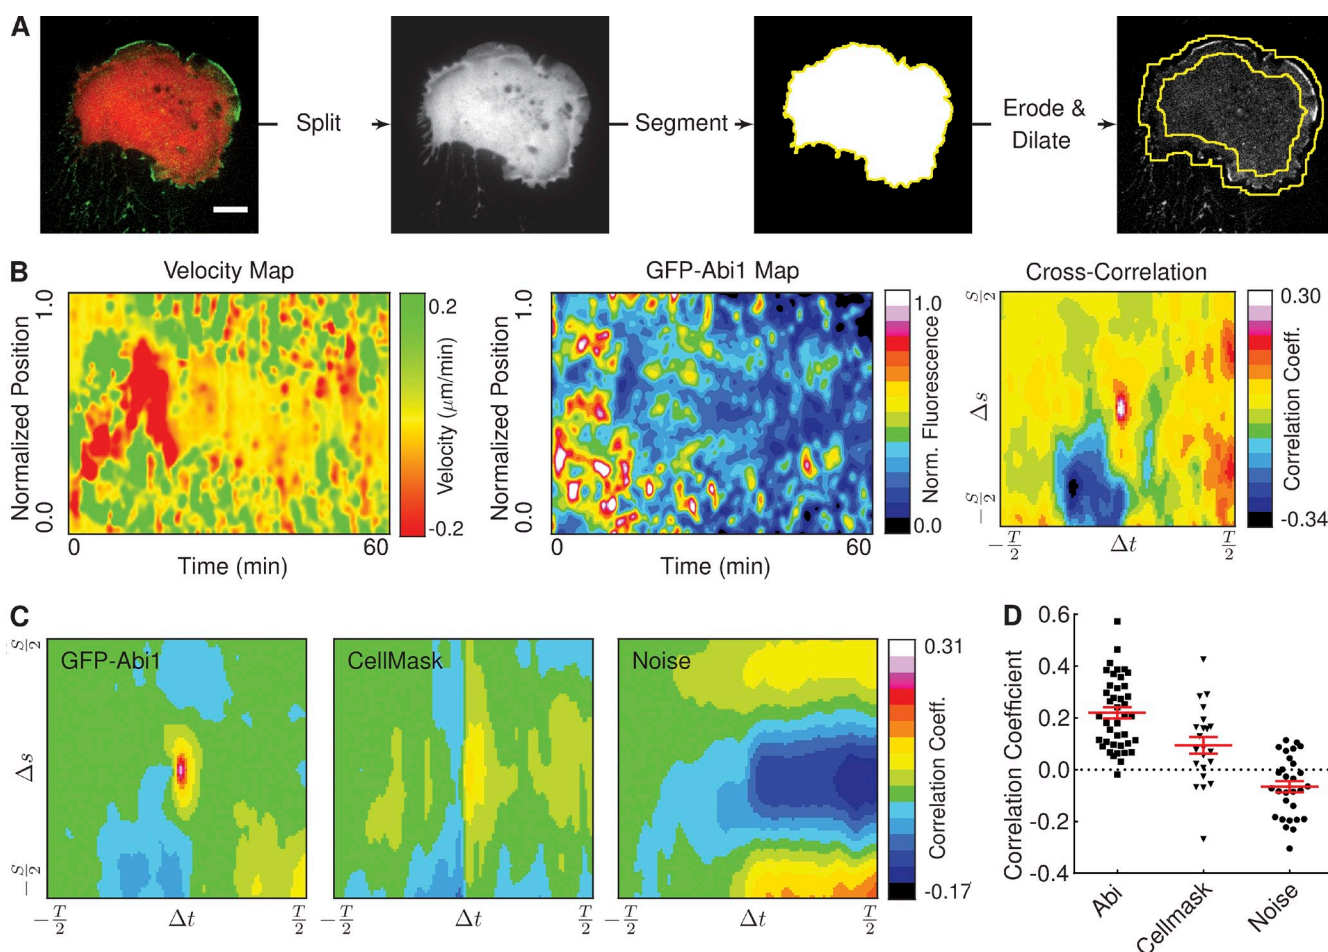 A
Split
Segment
Erode &
Dilate
B
Velocity Map
GFP-Abi1 Map
Cross-Correlation
Normalized Position
1.0
0.0
0
60
Time (min)
0.2
-0.2
Velocity (μm/min)
Normalized Position
1.0
0.0
0
60
Time (min)
1.0
0.0
Norm. Fluorescence
S/2
Δs
-S/2
-T/2
Δt
T/2
0.30
-0.34
Correlation Coeff.
C
GFP-Abi1
CellMask
Noise
S/2
Δs
-S/2
-T/2
Δt
T/2
-T/2
Δt
T/2
-T/2
Δt
T/2
0.31
-0.17
Correlation Coeff.
D
Correlation Coefficient
0.6
0.4
0.2
0.0
-0.2
-0.4
Abi
Cellmask
Noise